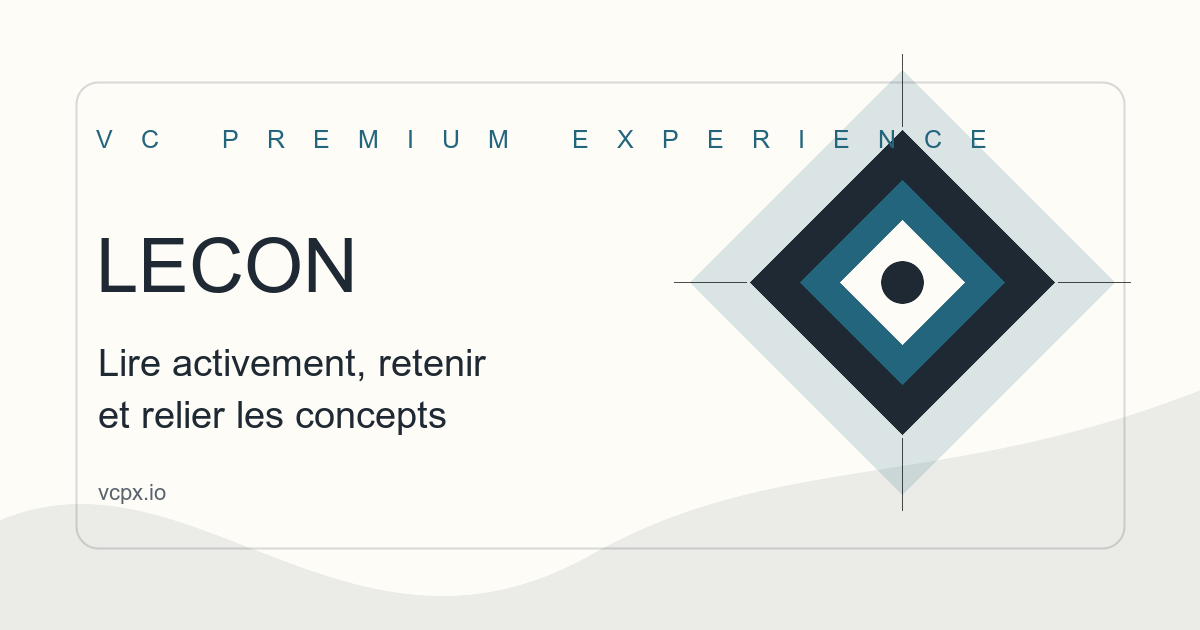 VC PREMIUM EXPERIENCE
LECON
Lire activement, retenir
et relier les concepts
vcpx.io